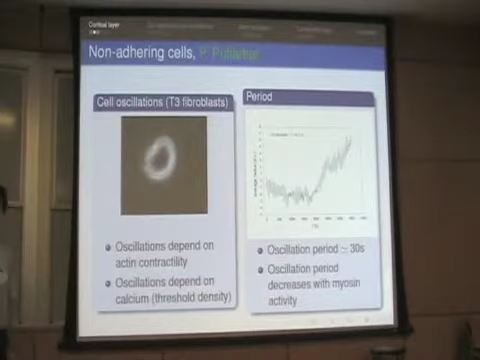 Cortical layer
Non-adhering cells, P. Pullarkat
Cell oscillations (T3 fibroblasts)
Oscillations depend on
actin contractility
Oscillations depend on
calcium (threshold density)
Period
Oscillation period ≃ 30s
Oscillation period
decreases with myosin
activity